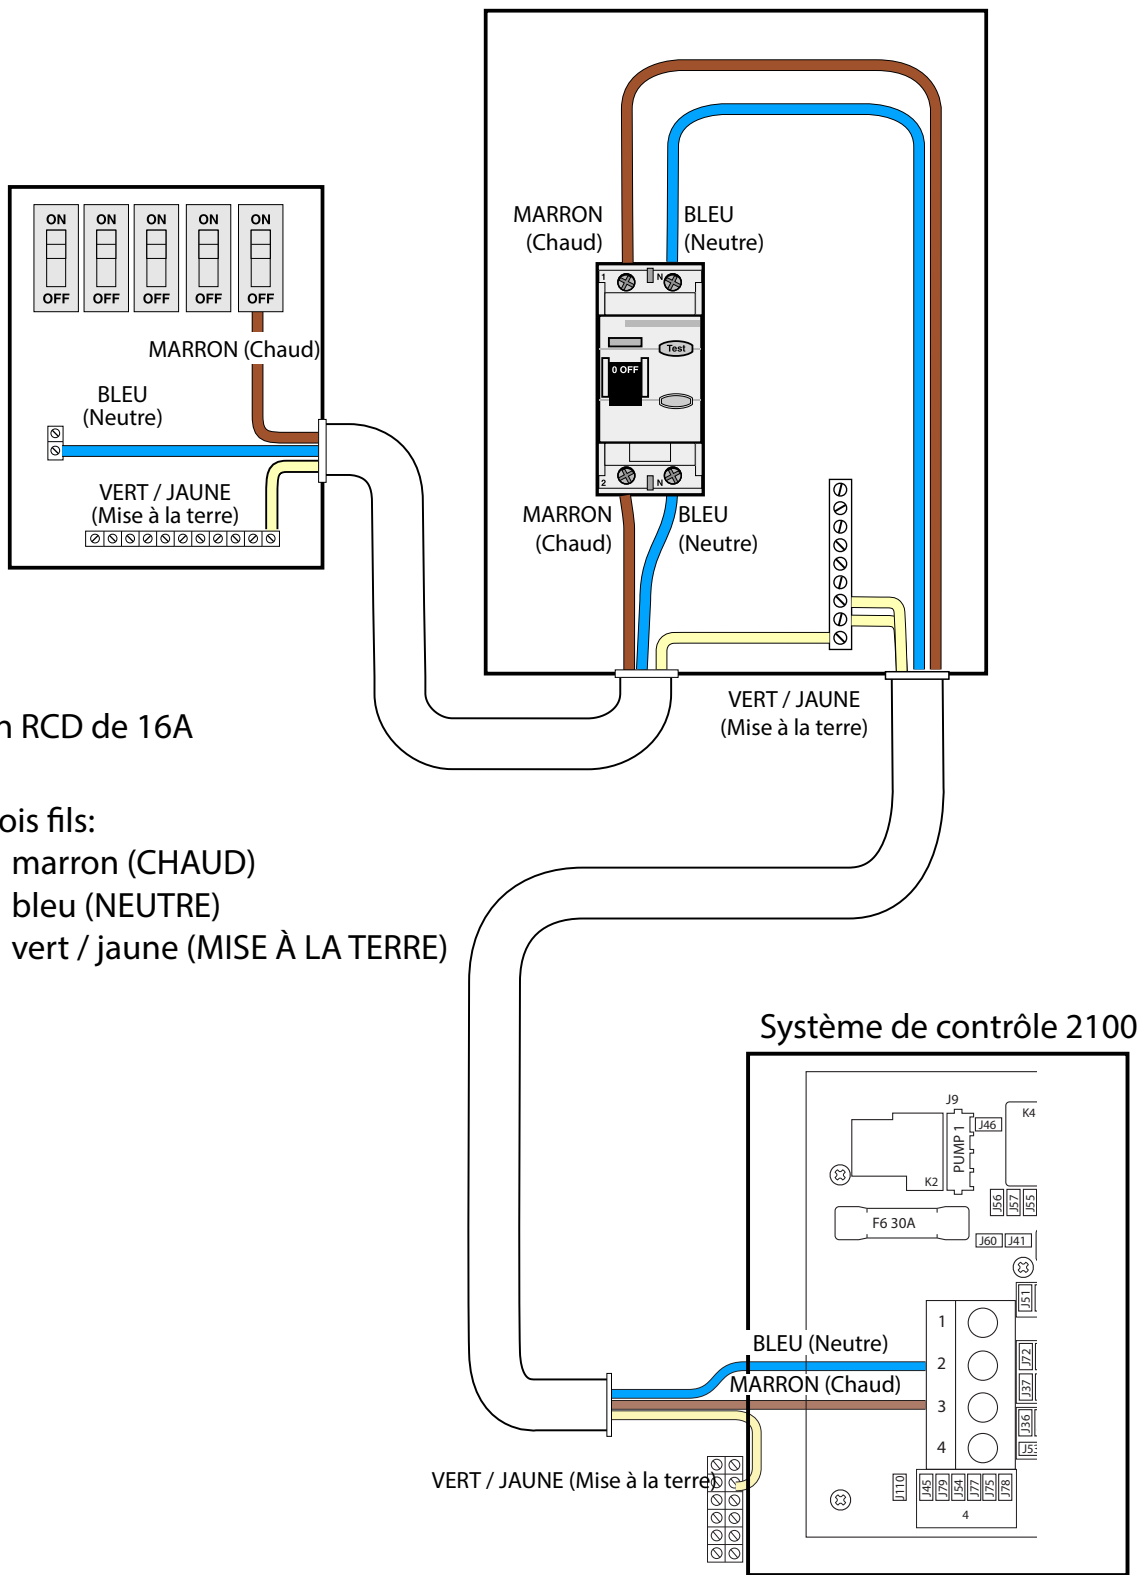 MARRON
(Chaud)
BLEU
(Neutre)
1
N
Test
0 OFF
2
N
MARRON
(Chaud)
BLEU
(Neutre)
ON
ON
ON
ON
ON
OFF
OFF
OFF
OFF
OFF
MARRON (Chaud)
BLEU
(Neutre)
VERT / JAUNE
(Mise à la terre)
VERT / JAUNE
(Mise à la terre)
n RCD de 16A
ois fils:
marron (CHAUD)
bleu (NEUTRE)
vert / jaune (MISE À LA TERRE)
Système de contrôle 2100
J9
K4
J46
PUMP 1
K2
J56
J57
J55
F6 30A
J60
J41
J51
1
BLEU (Neutre)
2
J72
MARRON (Chaud)
J37
3
J36
4
J53
VERT / JAUNE (Mise à la terre)
J110
J45
J79
J54
J77
J75
J78
4